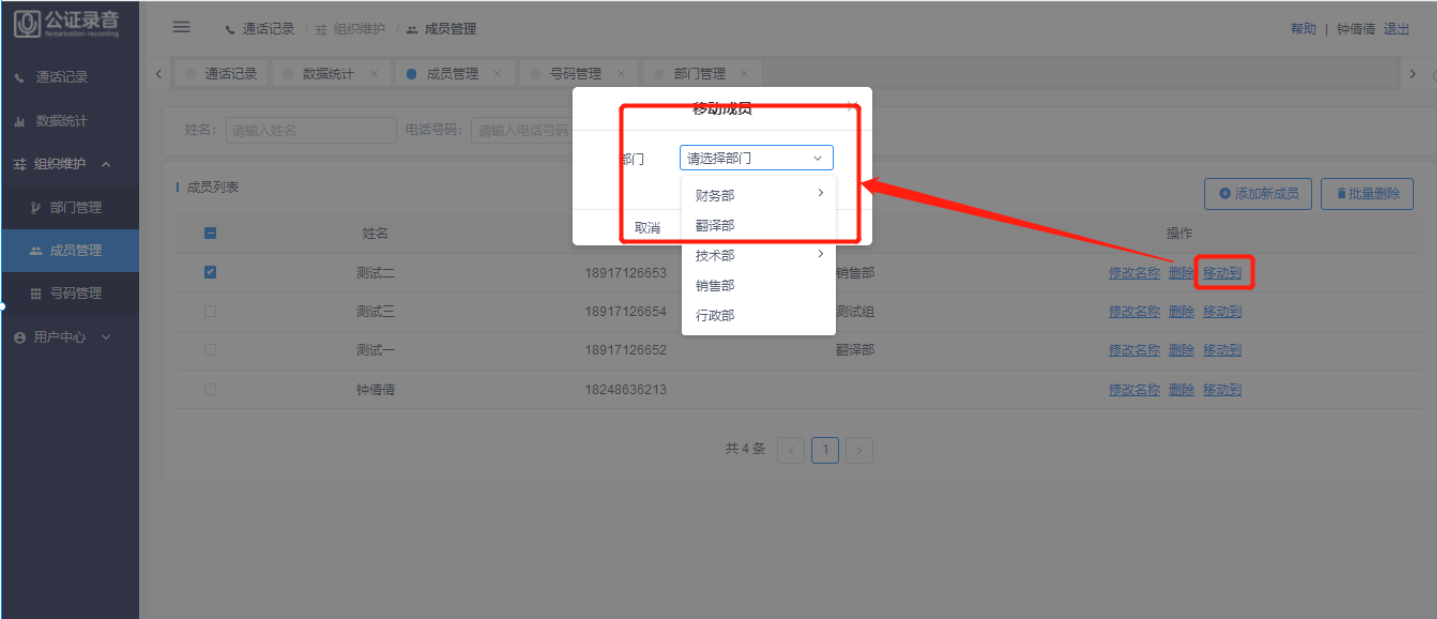 公证录音
Notarization recording
通话记录 / 组织维护 / 成员管理
帮助 | 钟倩倩 退出
通话记录
数据统计
组织维护
部门管理
成员管理
号码管理
用户中心
通话记录 数据统计 × 成员管理 × 号码管理 × 部门管理 ×
姓名: 请输入姓名 电话号码: 请输入电话号码
移动成员
部门 请选择部门
财务部
翻译部
技术部
销售部
行政部
取消
成员列表
添加新成员 批量删除
姓名 操作
测试二 18917126653 销售部 修改名称 删除 移动到
测试三 18917126654 测试组 修改名称 删除 移动到
测试一 18917126652 翻译部 修改名称 删除 移动到
钟倩倩 18248636213 修改名称 删除 移动到
共 4 条 < 1 >